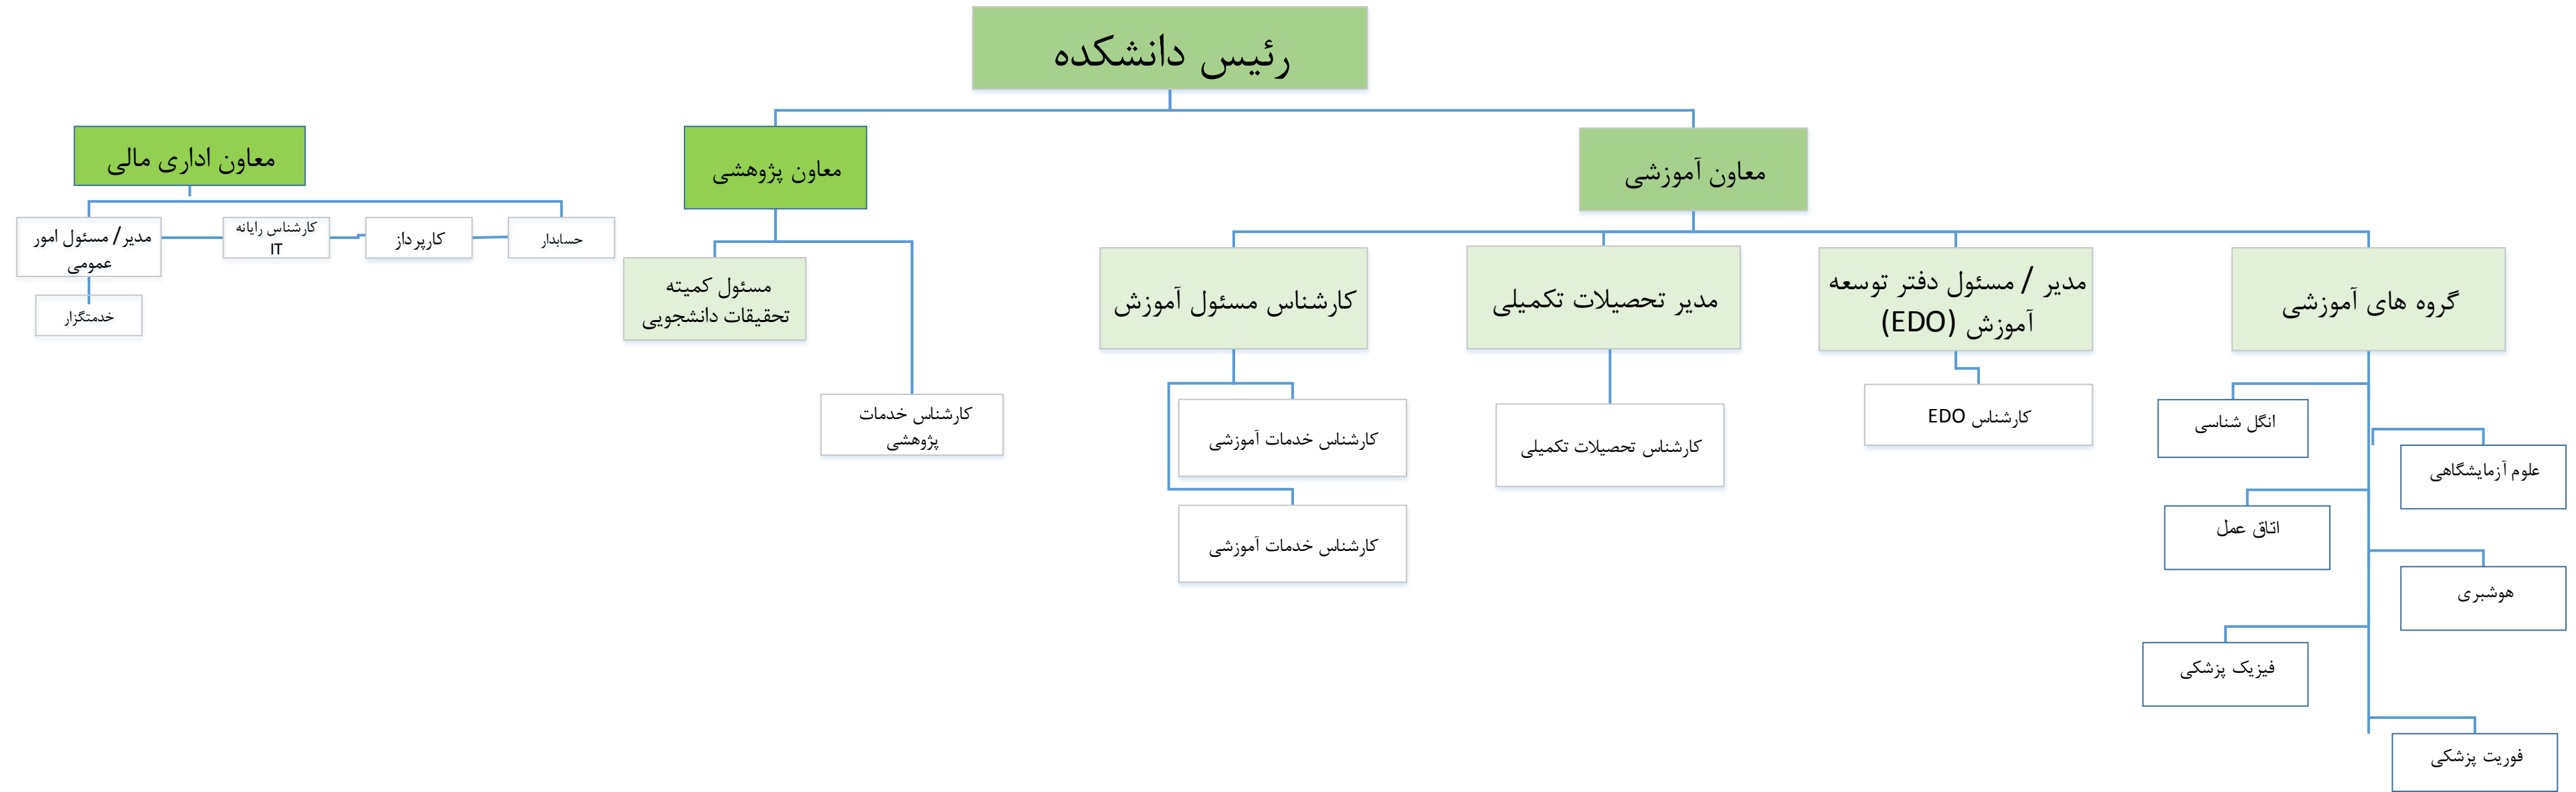 رئیس دانشکده
معاون آموزشی
معاون پژوهشی
معاون اداری مالی
گروه های آموزشی
مدیر / مسئول دفتر توسعه
آموزش (EDO)
مدیر تحصیلات تکمیلی
کارشناس مسئول آموزش
مسئول کمیته
تحقیقات دانشجویی
حسابدار
کارپرداز
کارشناس رایانه
IT
مدیر/ مسئول امور
عمومی
خدمتگزار
انگل شناسی
علوم آزمایشگاهی
اتاق عمل
هوشبری
فیزیک پزشکی
فوریت پزشکی
کارشناس EDO
کارشناس تحصیلات تکمیلی
کارشناس خدمات آموزشی
کارشناس خدمات آموزشی
کارشناس خدمات
پژوهشی